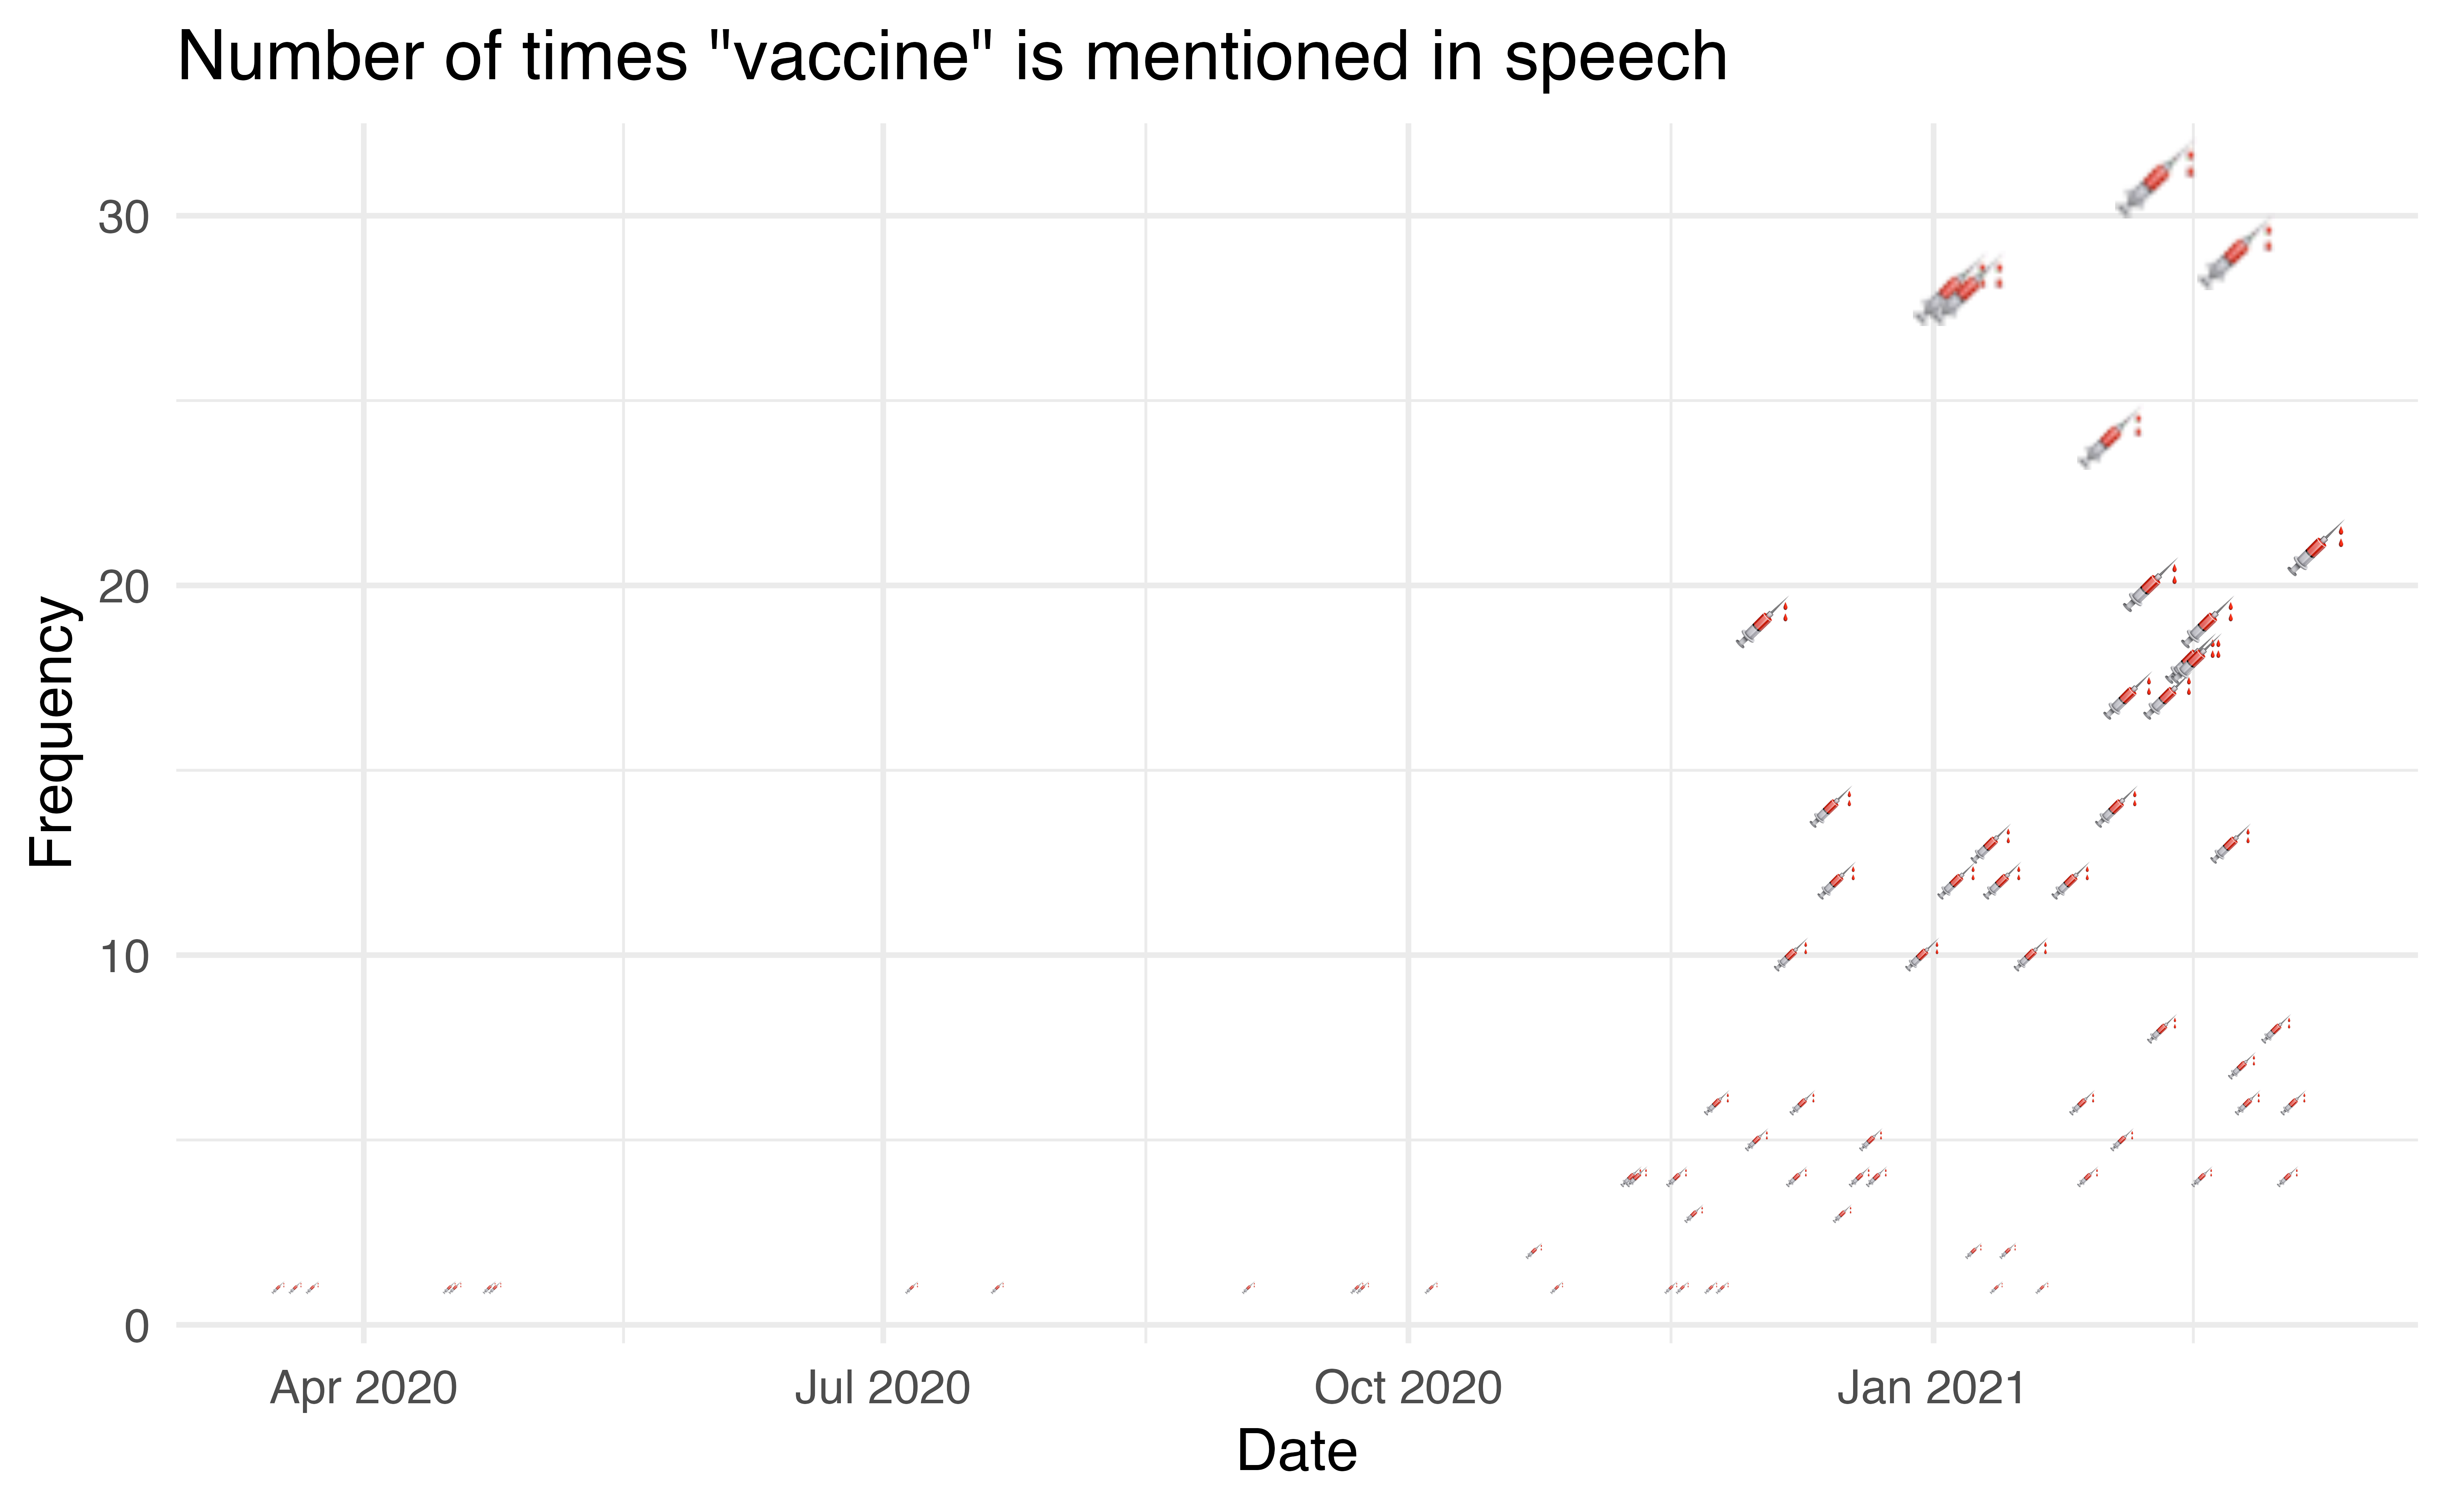 Number of times "vaccine" is mentioned in speech
30
20
10
0
Frequency
Apr 2020 Jul 2020 Oct 2020 Jan 2021
Date